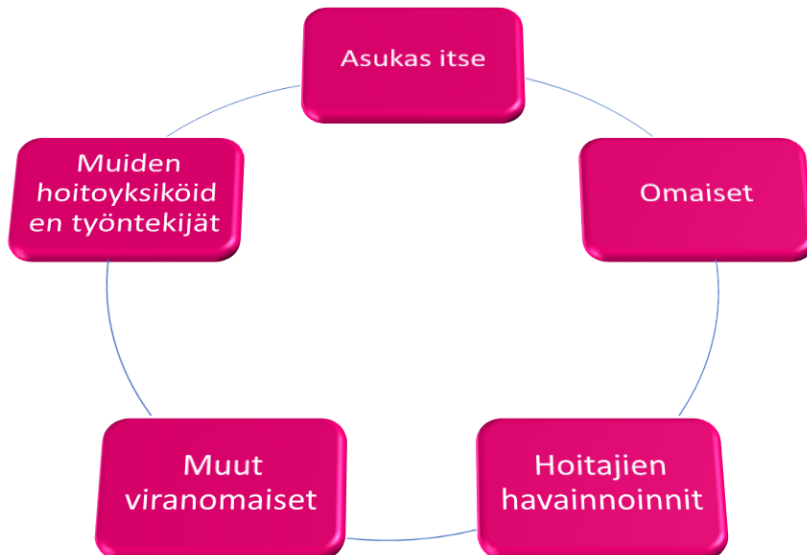 Asukas itse
Omaiset
Hoitajien
havainnoinnit
Muut
viranomaiset
Muiden
hoitoyksiköid
en työntekijät